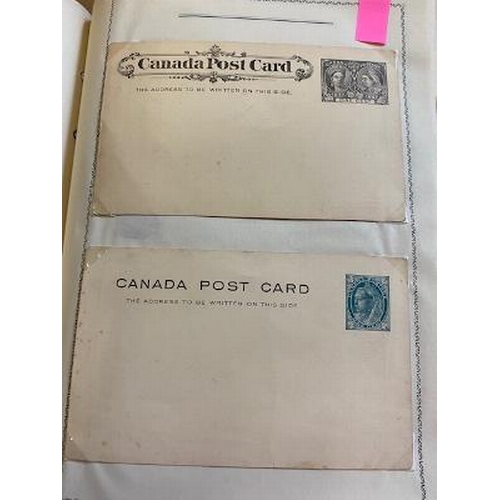 Canada Post Card
THE ADDRESS TO BE WRITTEN ON THIS SIDE.
CANADA POST CARD
THE ADDRESS TO BE WRITTEN ON THIS SIDE